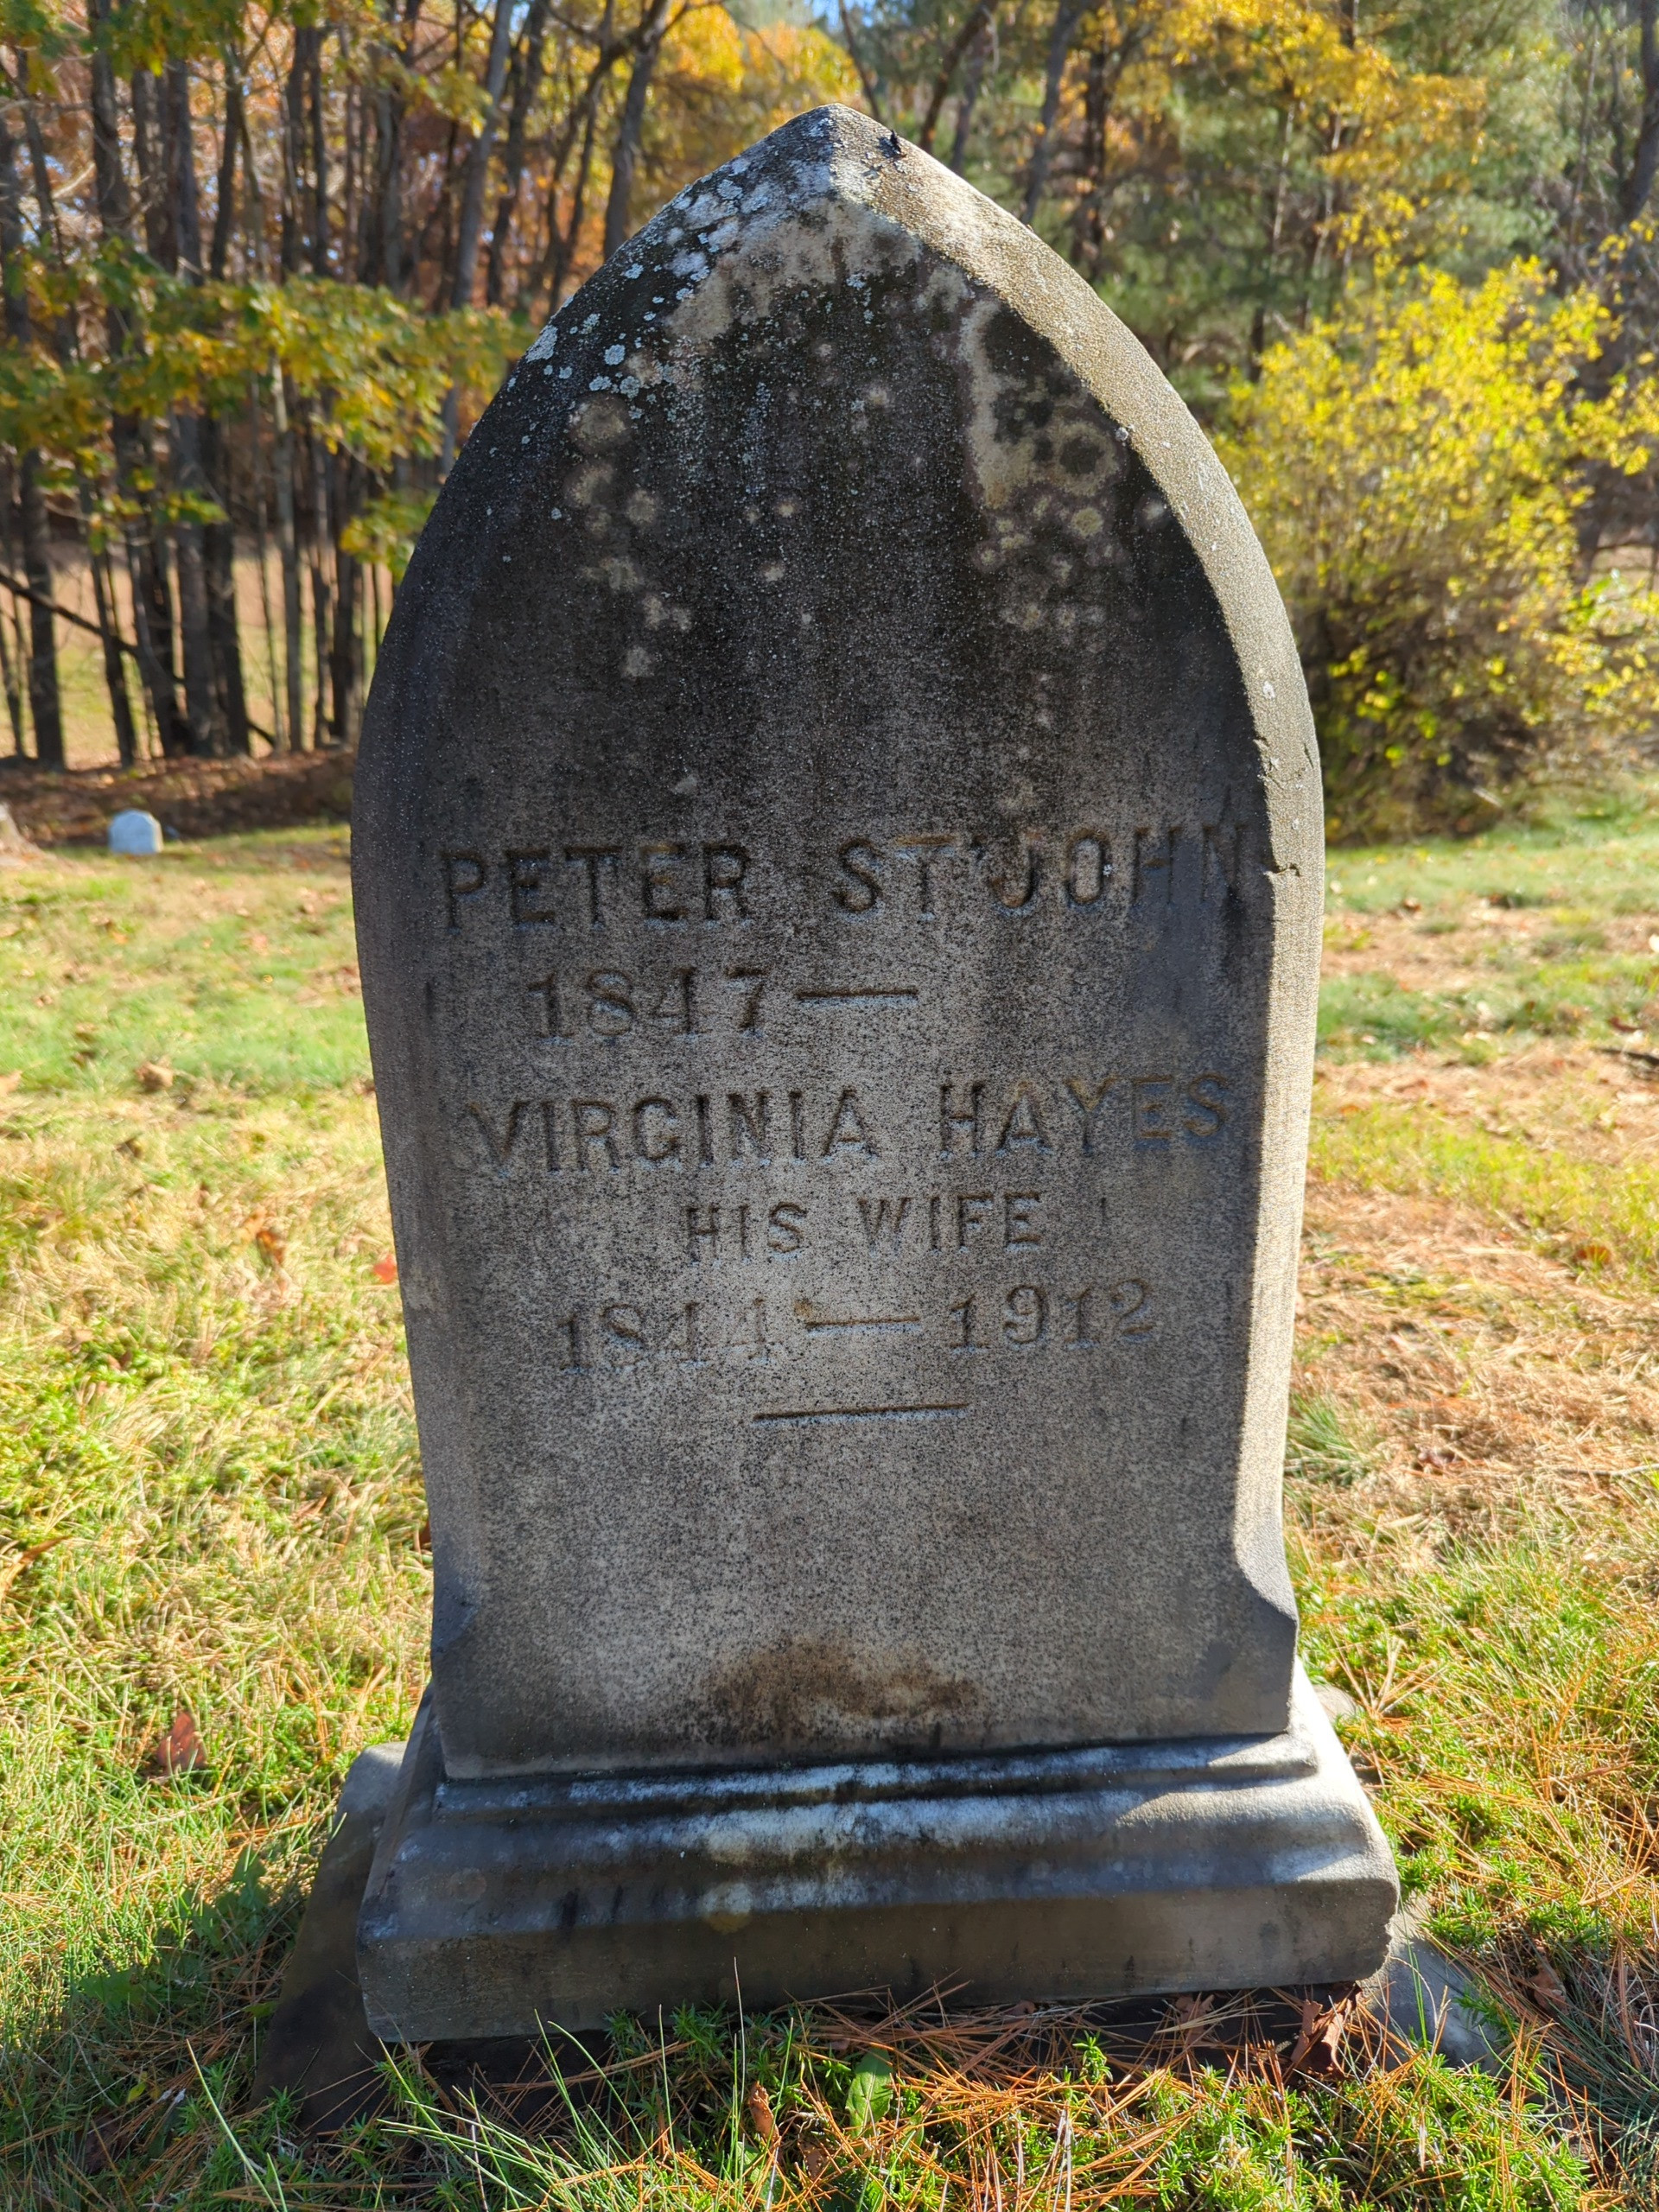 PETER ST'JOHN
1847—
VIRGINIA HAYES
HIS WIFE
1844—1912